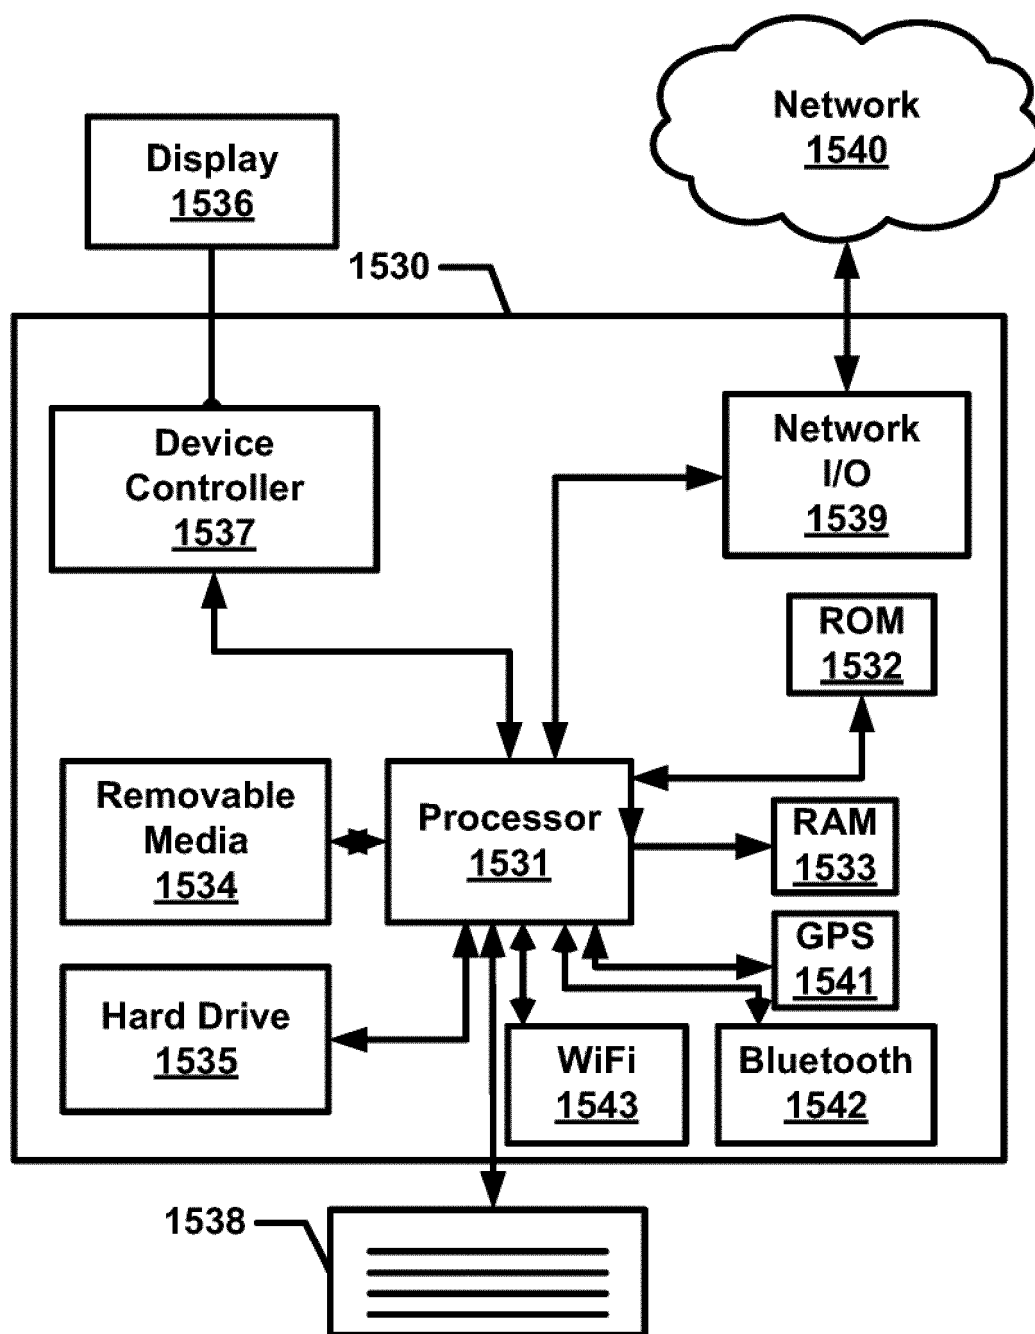 Network
1540
Display
1536
1530
Device
Controller
1537
Network
I/O
1539
ROM
1532
Removable
Media
1534
Processor
1531
RAM
1533
GPS
1541
Hard Drive
1535
WiFi
1543
Bluetooth
1542
1538